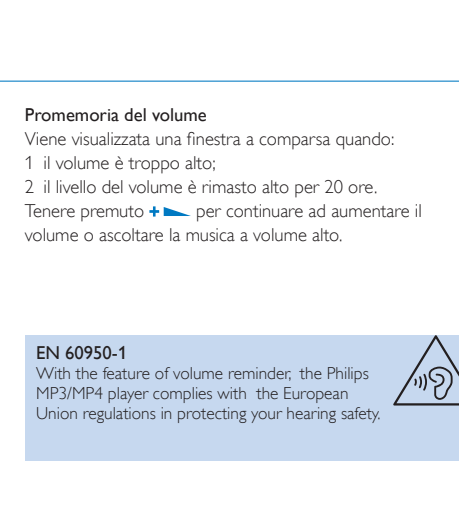 Promemoria del volume
Viene visualizzata una finestra a comparsa quando:
1 il volume è troppo alto;
2 il livello del volume è rimasto alto per 20 ore.
Tenere premuto + per continuare ad aumentare il
volume o ascoltare la musica a volume alto.
EN 60950-1
With the feature of volume reminder, the Philips
MP3/MP4 player complies with the European
Union regulations in protecting your hearing safety.